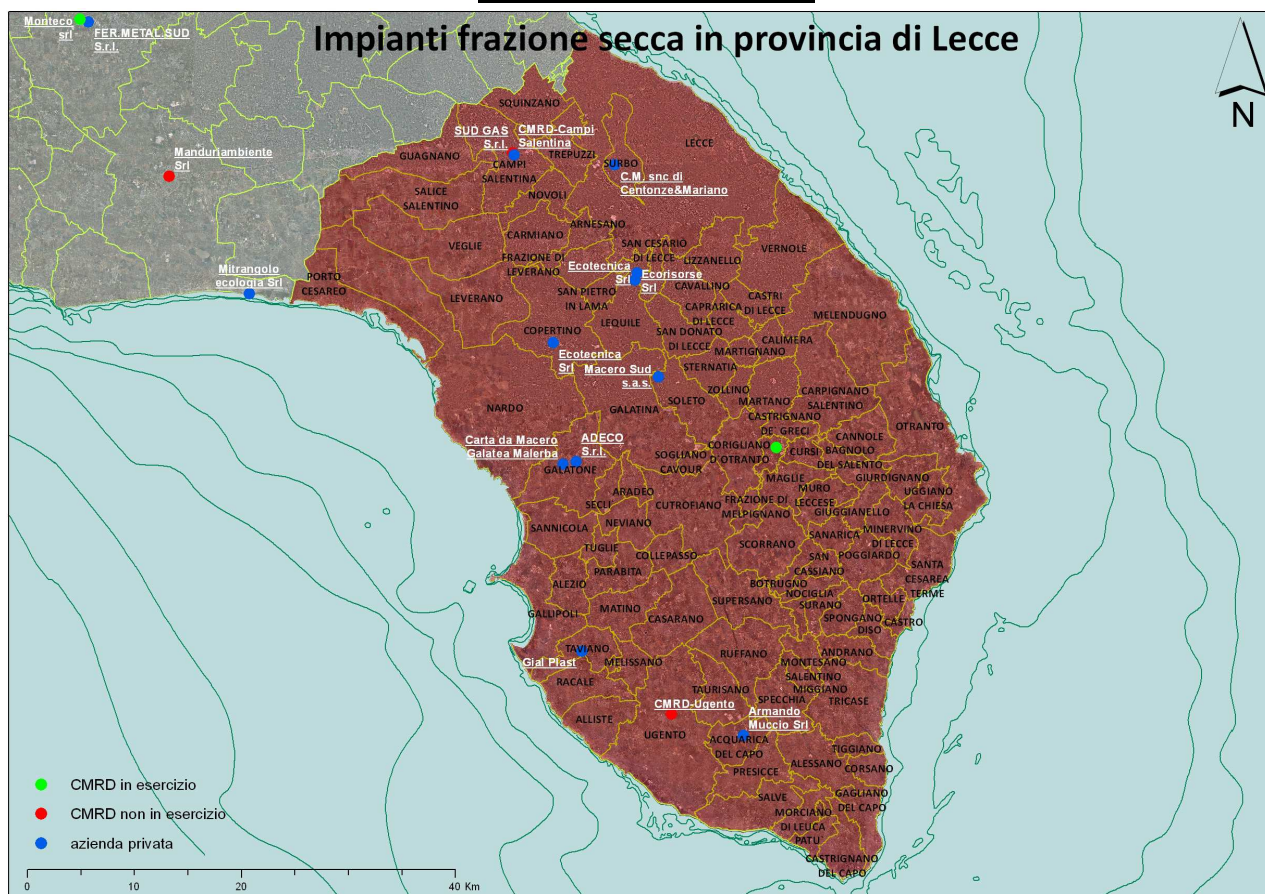 Impianti frazione secca in provincia di Lecce
Monteco
srl
FER.METAL.SUD
S.r.l.
N
SQUINZANO
SUD GAS
S.r.l.
CMRD-Campi
Salentina
LECCE
GUAGNANO
TREPUZZI
SURBO
Manduriambiente
Srl
CAMPI
SALENTINA
C.M. snc di
Centonze&Mariano
SALICE
SALENTINO
NOVOLI
ARNESANO
CARMIANO
VEGLIE
SAN CESARIO
DI LECCE
VERNOLE
FRAZIONE DI
LEVERANO
LIZZANELLO
Mitrangolo
ecologia Srl
PORTO
CESAREO
Ecotecnica
Srl
Ecorisorse
Srl
CAVALLINO
LEVERANO
SAN PIETRO
IN LAMA
CASTRI
DI LECCE
CAPRARICA
DI LECCE
MELENDUGNO
COPERTINO
LEQUILE
SAN DONATO
DI LECCE
CALIMERA
MARTIGNANO
Ecotecnica
Srl
Macero Sud
s.a.s.
STERNATIA
ZOLLINO
CARPIGNANO
SALENTINO
NARDO
GALATINA
SOLETO
MARTANO
CASTRIGNANO
DE' GRECI
OTRANTO
Carta da Macero
Galatea Malerba
ADECO
S.r.l.
CORIGLIANO
D'OTRANTO
CANNOLE
CURSI
BAGNOLO
DEL SALENTO
GALATONE
SOGLIANO
CAVOUR
MAGLIE
GIURDIGNANO
ARADEO
MURO
LECCESE
UGGIANO
LA CHIESA
SECLI
CUTROFIANO
FRAZIONE DI
MELPIGNANO
GIUGGIANELLO
SANNICOLA
NEVIANO
MINERVINO
DI LECCE
SANARICA
TUGLIE
COLLEPASSO
SCORRANO
SAN
CASSIANO
POGGIARDO
SANTA
CESAREA
TERME
PARABITA
ALEZIO
BOTRUGNO
NOCIGLIA
SURANO
ORTELLE
GALLIPOLI
MATINO
CASARANO
SUPERSANO
SPONGANO
DISO
CASTRO
TAVIANO
Gial Plast
MELISSANO
RUFFANO
ANDRANO
MONTESANO
SALENTINO
RACALE
TAURISANO
MIGGIANO
SPECCHIA
TRICASE
CMRD-Ugento
Armando
Muccio Srl
ALLISTE
UGENTO
ACQUARICA
DEL CAPO
TIGGIANO
ALESSANO
CORSANO
PRESICCE
SALVE
GAGLIANO
DEL CAPO
MORCIANO
DI LEUCA
PATU
CASTRIGNANO
DEL CAPO
CMRD in esercizio
CMRD non in esercizio
azienda privata
0 10 20 40 Km